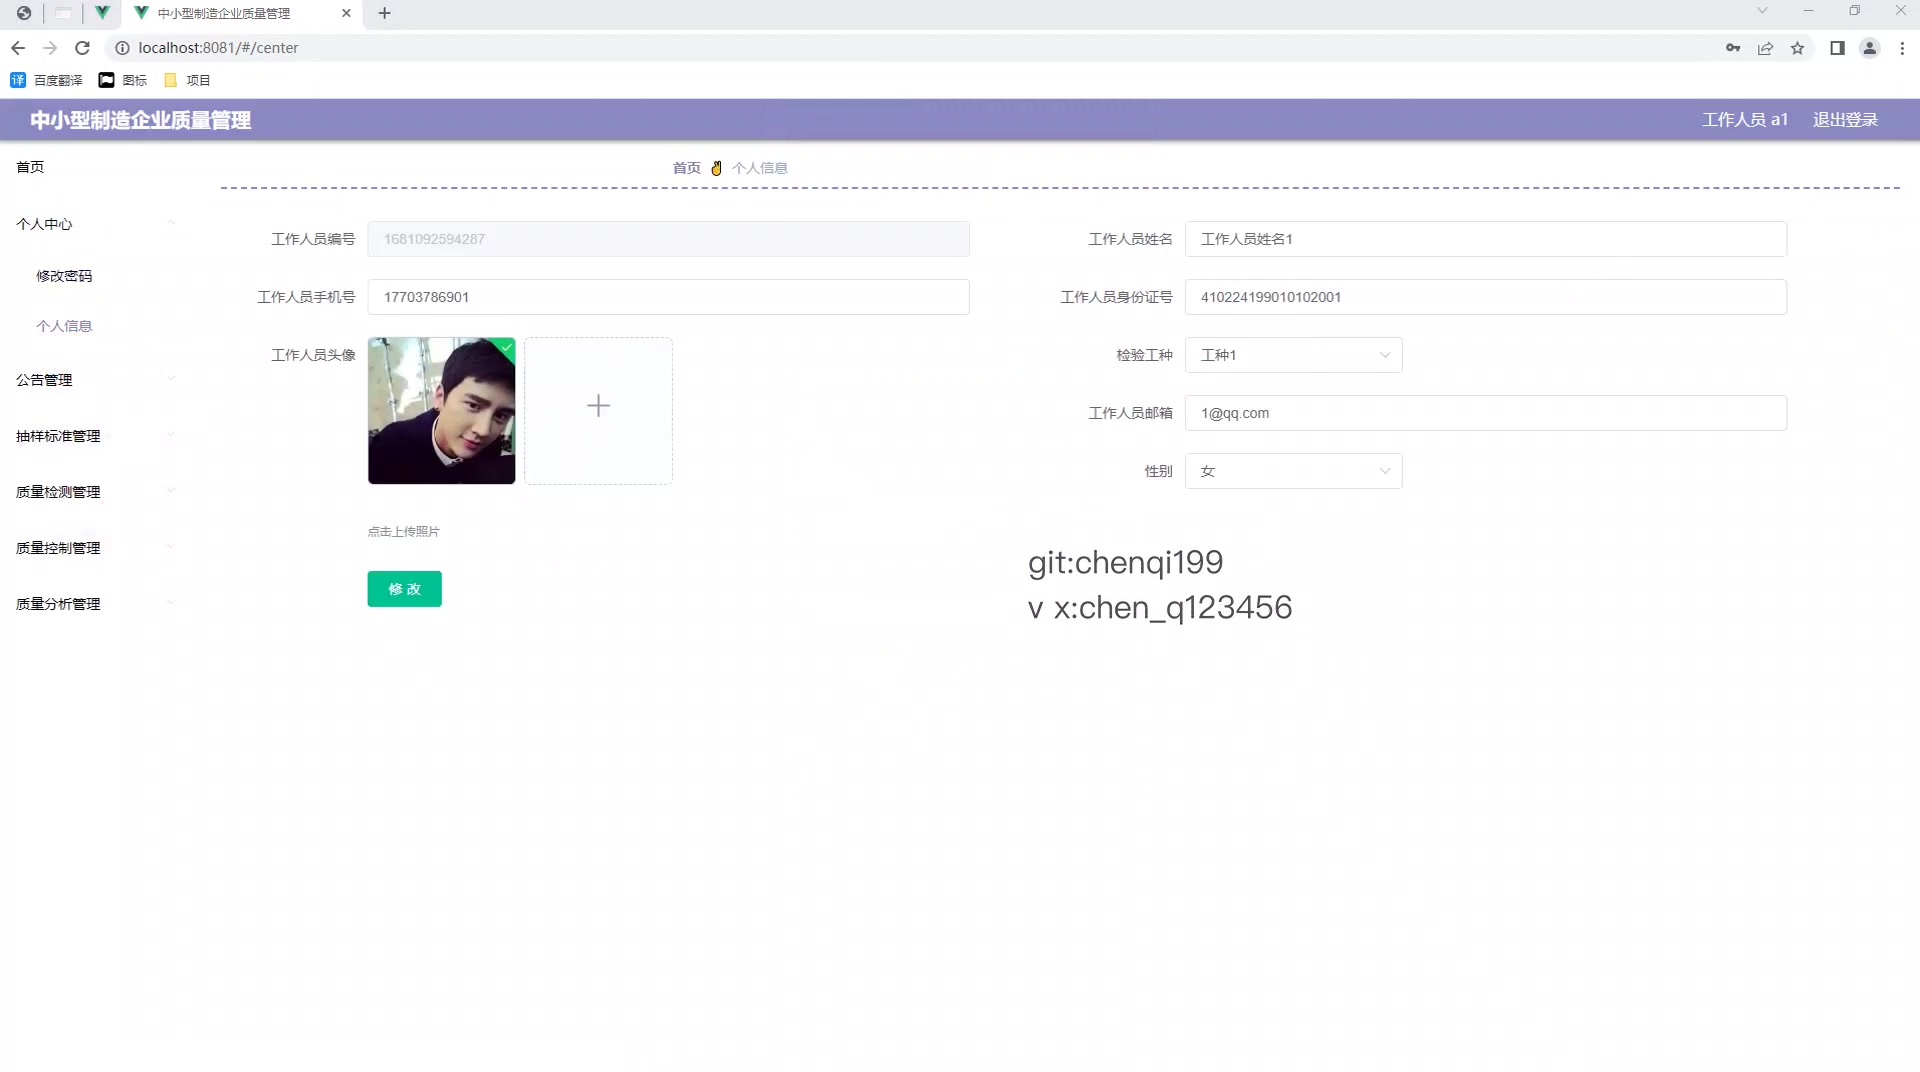 中小型制造企业质量管理
localhost:8081/#/center
译 百度翻译 图标 项目
中小型制造企业质量管理 工作人员 a1 退出登录
首页
首页 个人信息
个人中心
修改密码
个人信息
公告管理
抽样标准管理
质量检测管理
质量控制管理
质量分析管理
工作人员编号 1681092594287
工作人员姓名 工作人员姓名1
工作人员手机号 17703786901
工作人员身份证号 410224199010102001
工作人员头像
检验工种 工种1
工作人员邮箱 1@qq.com
性别 女
点击上传照片
修 改
git:chenqi199
v x:chen_q123456